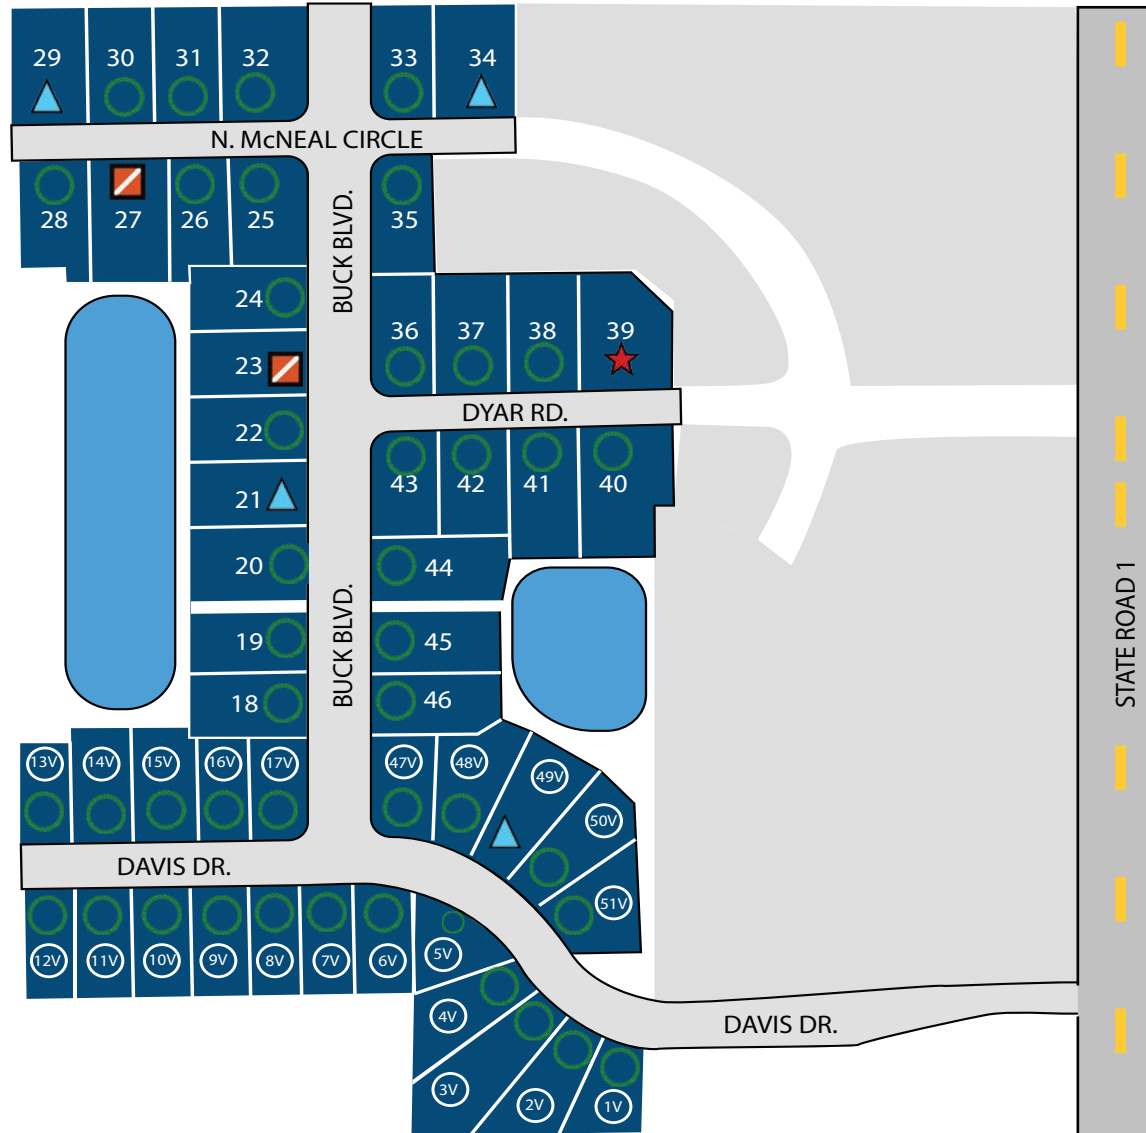 29
30
31
32
33
34
N. McNEAL CIRCLE
28
27
26
25
BUCK BLVD.
35
24
36
37
38
39
23
DYAR RD.
22
43
42
41
40
21
20
44
BUCK BLVD.
STATE ROAD 1
19
45
18
46
13V
14V
15V
16V
17V
47V
48V
49V
50V
DAVIS DR.
51V
12V
11V
10V
9V
8V
7V
6V
5V
4V
DAVIS DR.
3V
2V
1V